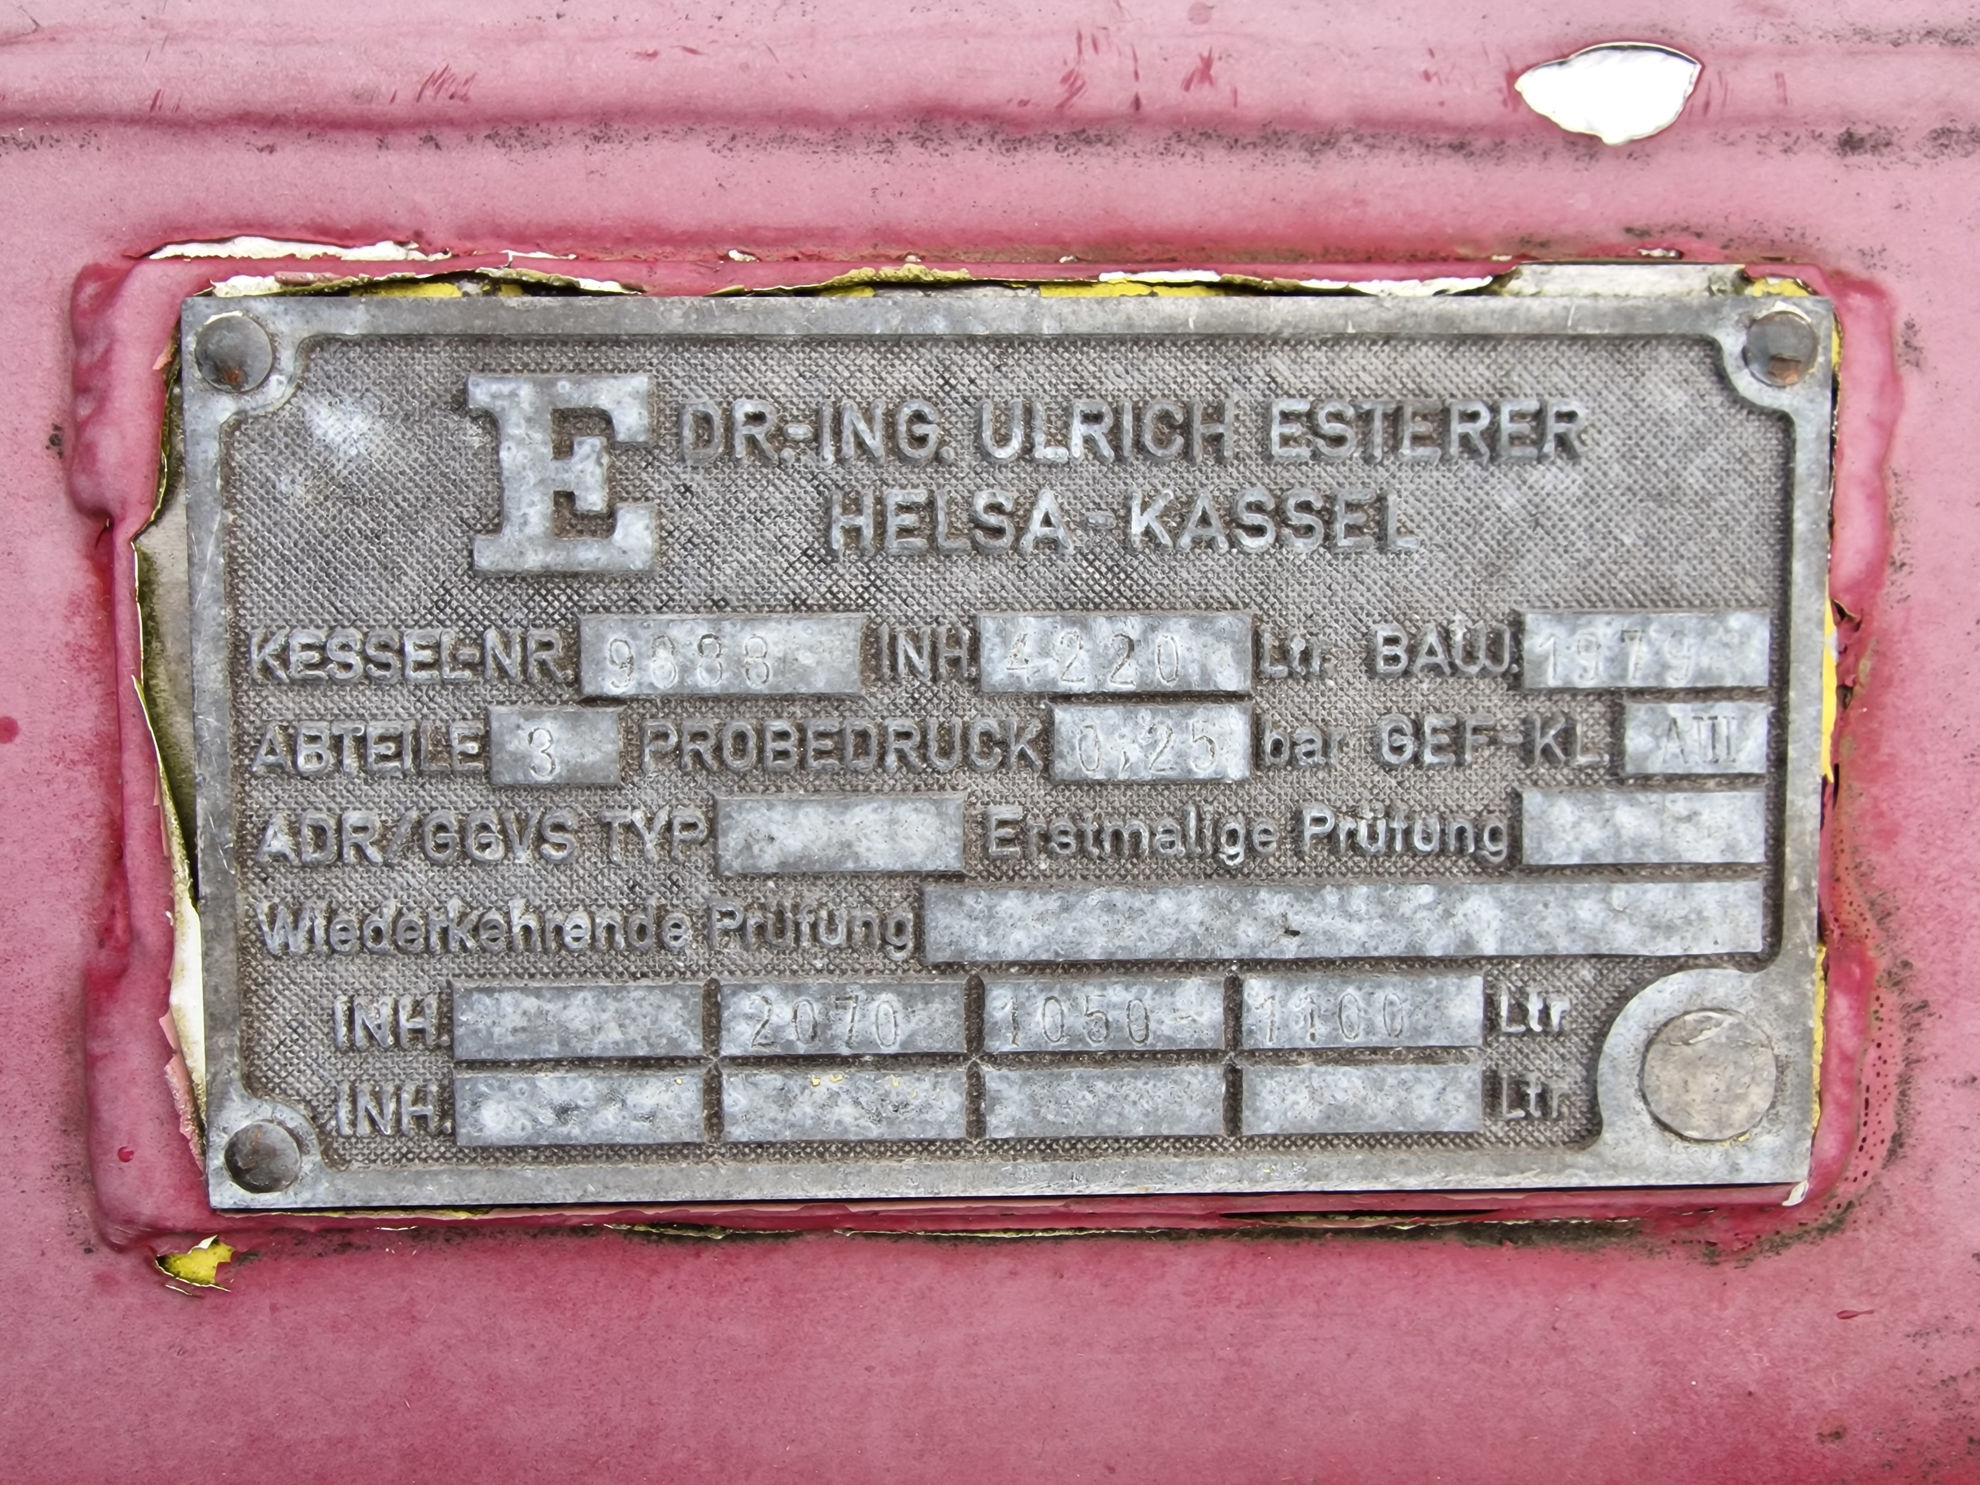 E DR.-ING. ULRICH ESTERER
HELSA-KASSEL
KESSEL-NR. 9888 INH. 4220 Ltr. BAUJ. 1979
ABTEILE 3 PROBEDRUCK 0,25 bar GEF-KL. AIII
ADR/GGVS TYP Erstmalige Prüfung
Wiederkehrende Prüfung
INH. 2070 1050 1100 Ltr
INH. Ltr